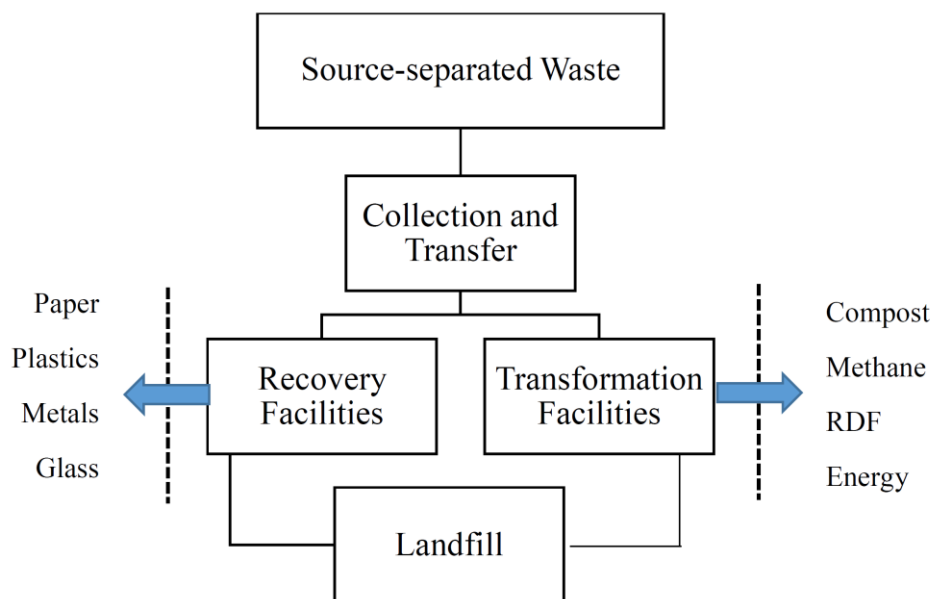 Source-separated Waste
Collection and
Transfer
Paper
Plastics
Metals
Glass
Recovery
Facilities
Transformation
Facilities
Compost
Methane
RDF
Energy
Landfill